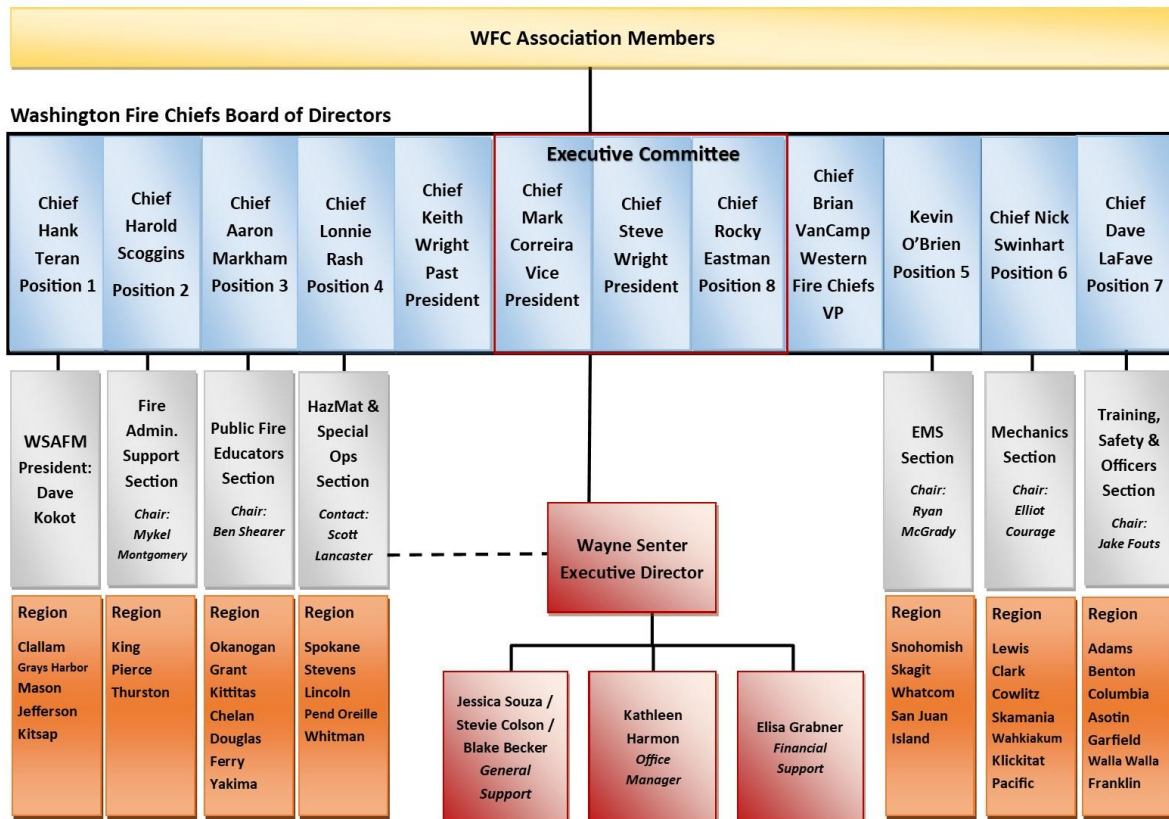 WFC Association Members
Washington Fire Chiefs Board of Directors
Executive Committee
Chief
Hank
Teran
Position 1
Chief
Harold
Scoggins
Position 2
Chief
Aaron
Markham
Position 3
Chief
Lonnie
Rash
Position 4
Chief
Keith
Wright
Past
President
Chief
Mark
Correira
Vice
President
Chief
Steve
Wright
President
Chief
Rocky
Eastman
Position 8
Chief
Brian
VanCamp
Western
Fire Chiefs
VP
Kevin
O’Brien
Position 5
Chief Nick
Swinhart
Position 6
Chief
Dave
LaFave
Position 7
WSAFM
President:
Dave
Kokot
Fire
Admin.
Support
Section
Chair:
Mykel
Montgomery
Public Fire
Educators
Section
Chair:
Ben Shearer
HazMat &
Special
Ops
Section
Contact:
Scott
Lancaster
EMS
Section
Chair:
Ryan
McGrady
Mechanics
Section
Chair:
Elliot
Courage
Training,
Safety &
Officers
Section
Chair:
Jake Fouts
Wayne Senter
Executive Director
Region
Clallam
Grays Harbor
Mason
Jefferson
Kitsap
Region
King
Pierce
Thurston
Region
Okanogan
Grant
Kittitas
Chelan
Douglas
Ferry
Yakima
Region
Spokane
Stevens
Lincoln
Pend Oreille
Whitman
Jessica Souza /
Stevie Colson /
Blake Becker
General
Support
Kathleen
Harmon
Office
Manager
Elisa Grabner
Financial
Support
Region
Snohomish
Skagit
Whatcom
San Juan
Island
Region
Lewis
Clark
Cowlitz
Skamania
Wahkiakum
Klickitat
Pacific
Region
Adams
Benton
Columbia
Asotin
Garfield
Walla Walla
Franklin